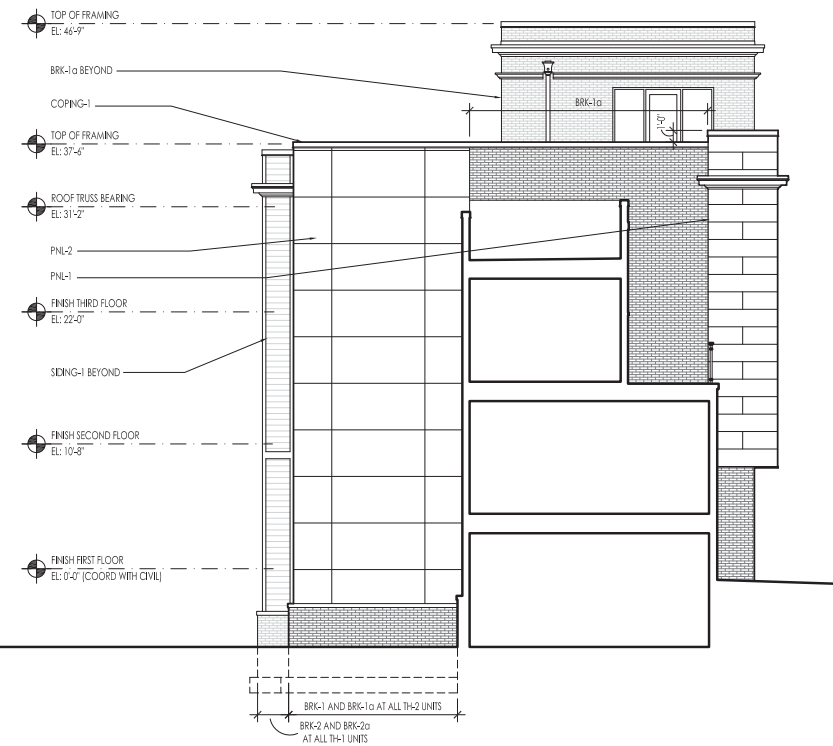 TOP OF FRAMING
EL: 46'-9"
BRK-1a BEYOND
COPING-1
BRK-1a
1'-0"
TOP OF FRAMING
EL: 37'-6"
ROOF TRUSS BEARING
EL: 31'-2"
PNL-2
PNL-1
FINISH THIRD FLOOR
EL: 22'-0"
SIDING-1 BEYOND
FINISH SECOND FLOOR
EL: 10'-8"
FINISH FIRST FLOOR
EL: 0'-0" (COORD WITH CIVIL)
BRK-1 AND BRK-1a AT ALL TH-2 UNITS
BRK-2 AND BRK-2a
AT ALL TH-1 UNITS